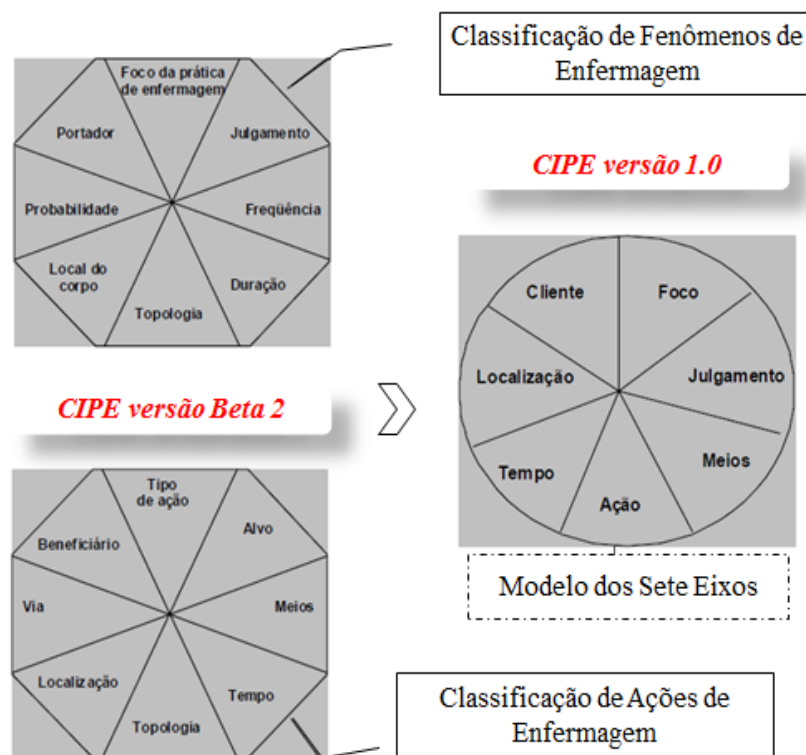 Classificação de Fenômenos de
Enfermagem
Foco da prática
de enfermagem
Portador
Julgamento
Probabilidade
Freqüência
Local do
corpo
Duração
Topologia
CIPE versão 1.0
Cliente
Foco
Localização
Julgamento
Tempo
Meios
Ação
Modelo dos Sete Eixos
CIPE versão Beta 2
Tipo
de ação
Beneficiário
Alvo
Via
Meios
Localização
Tempo
Topologia
Classificação de Ações de
Enfermagem